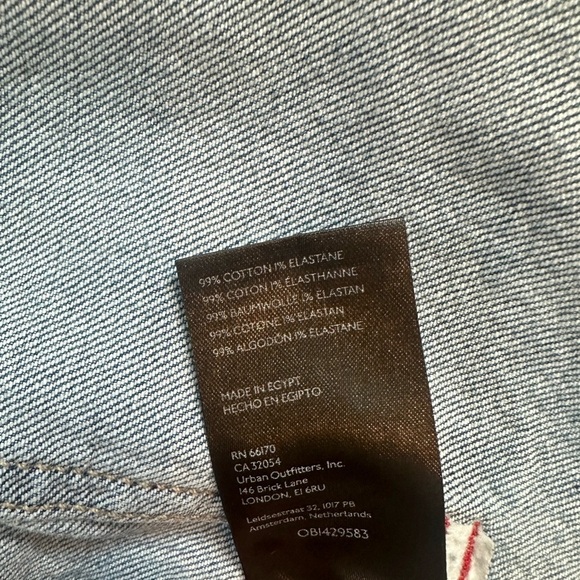 99% COTTON 1% ELASTANE
99% COTON 1% ÉLASTHANNE
99% BAUMWOLLE 1% ELASTAN
99% COTONE 1% ELASTAN
99% ALGODÓN 1% ELASTANE
MADE IN EGYPT
HECHO EN EGIPTO
RN 66170
CA 32054
Urban Outfitters, Inc.
146 Brick Lane
LONDON, E1 6RU
Leidsestraat 32, 1017 PB
Amsterdam, Netherlands
OB1429583